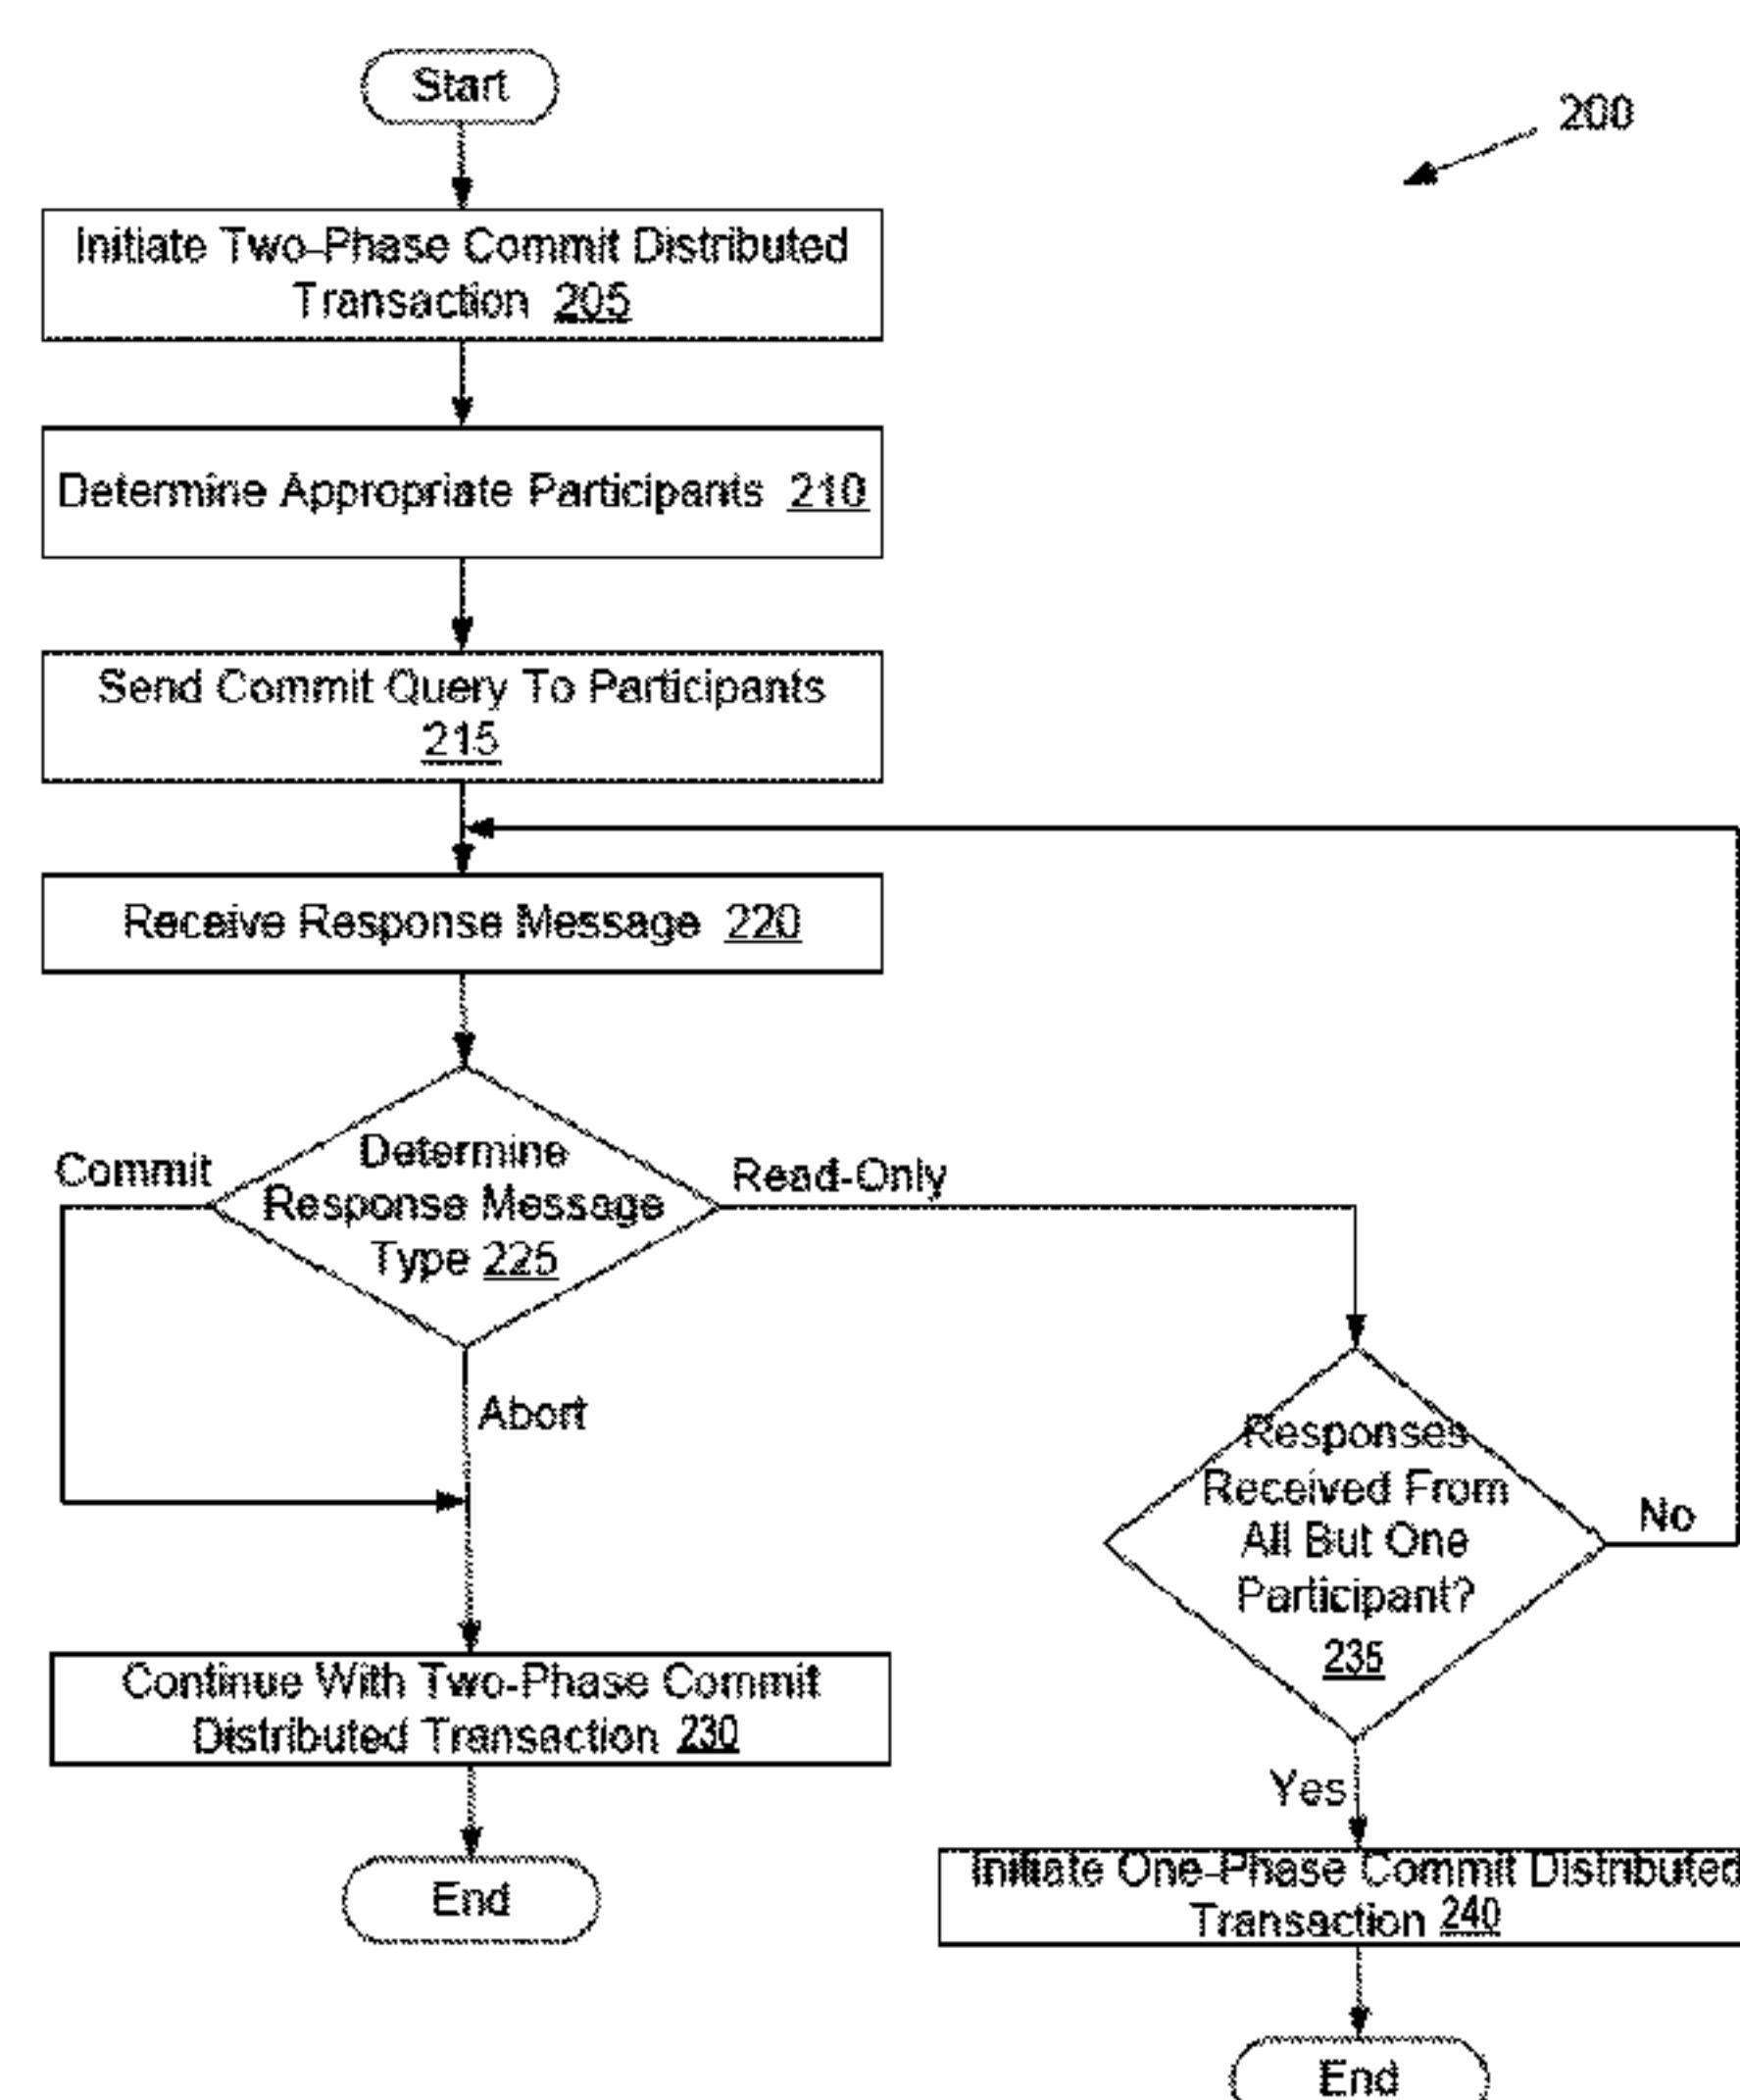 Start
200
Initiate Two-Phase Commit Distributed
Transaction 205
Determine Appropriate Participants 210
Send Commit Query To Participants
215
Receive Response Message 220
Commit
Determine
Response Message
Type 225
Read-Only
Abort
Responses
Received From
All But One
Participant?
235
No
Yes
Continue With Two-Phase Commit
Distributed Transaction 230
End
Initiate One-Phase Commit Distributed
Transaction 240
End